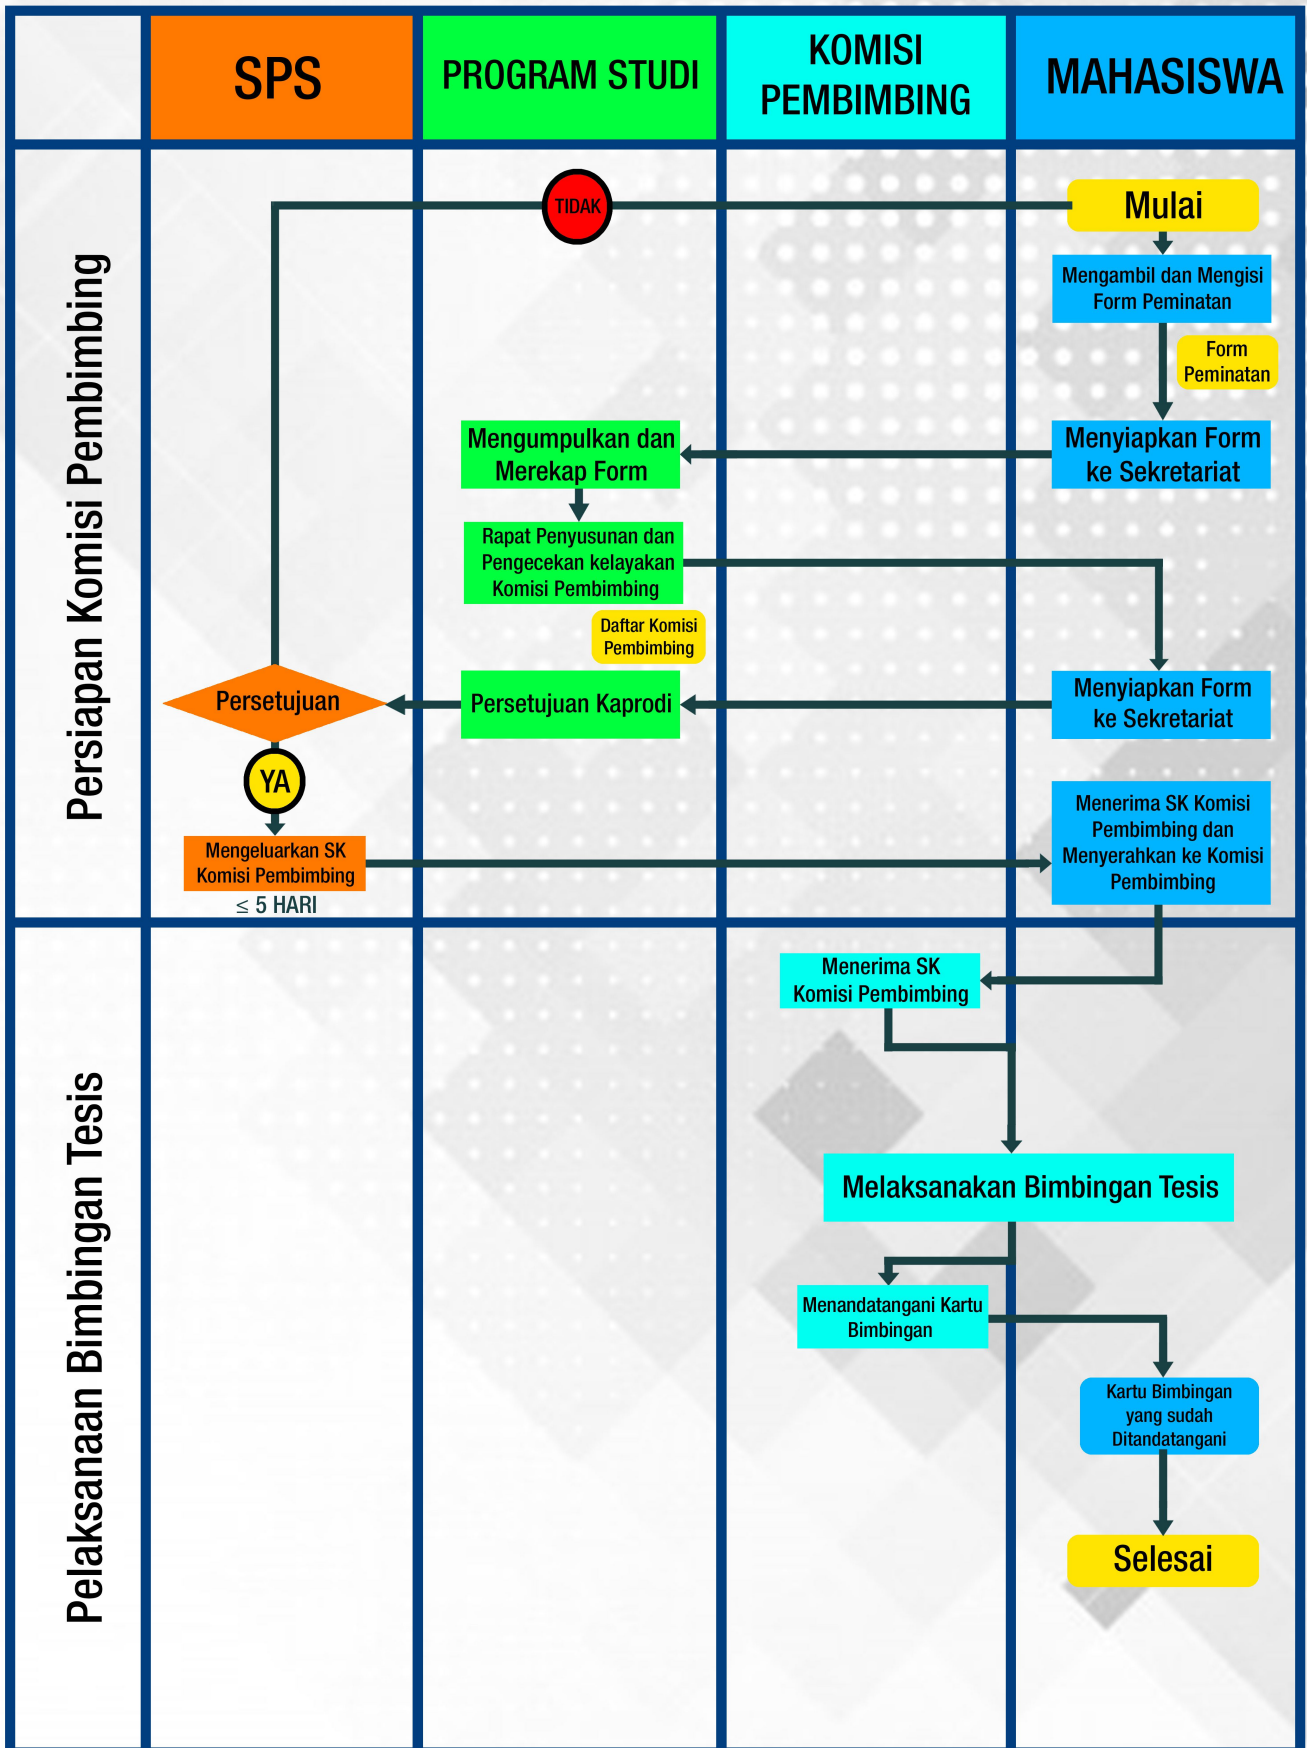 SPS
PROGRAM STUDI
KOMISI
PEMBIMBING
MAHASISWA
Persiapan Komisi Pembimbing
TIDAK
Mulai
Mengambil dan Mengisi
Form Peminatan
Form
Peminatan
Mengumpulkan dan
Merekap Form
Menyiapkan Form
ke Sekretariat
Rapat Penyusunan dan
Pengecekan kelayakan
Komisi Pembimbing
Daftar Komisi
Pembimbing
Persetujuan
Persetujuan Kaprodi
Menyiapkan Form
ke Sekretariat
YA
Mengeluarkan SK
Komisi Pembimbing
≤ 5 HARI
Menerima SK Komisi
Pembimbing dan
Menyerahkan ke Komisi
Pembimbing
Pelaksanaan Bimbingan Tesis
Menerima SK
Komisi Pembimbing
Melaksanakan Bimbingan Tesis
Menandatangani Kartu
Bimbingan
Kartu Bimbingan
yang sudah
Ditandatangani
Selesai